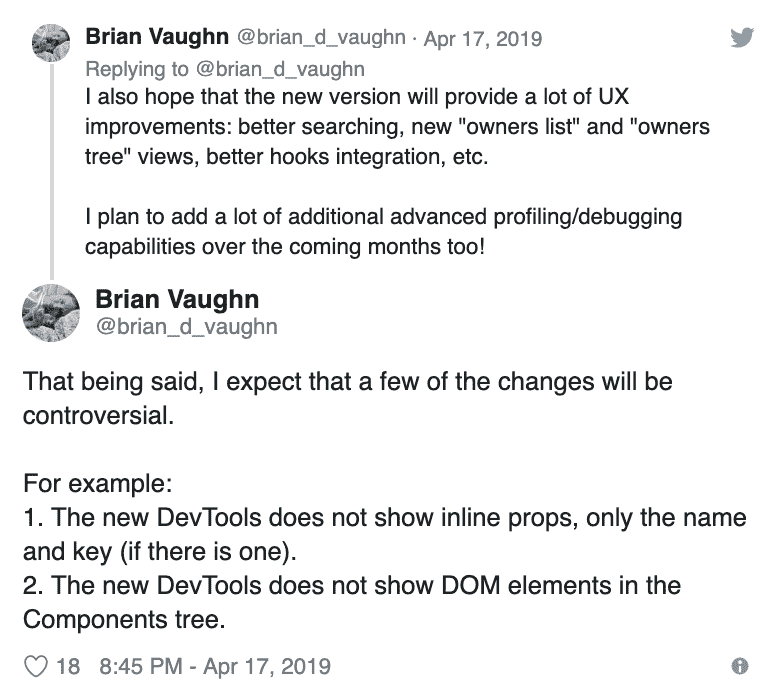 Brian Vaughn @brian_d_vaughn · Apr 17, 2019
Replying to @brian_d_vaughn
I also hope that the new version will provide a lot of UX
improvements: better searching, new "owners list" and "owners
tree" views, better hooks integration, etc.
I plan to add a lot of additional advanced profiling/debugging
capabilities over the coming months too!
Brian Vaughn
@brian_d_vaughn
That being said, I expect that a few of the changes will be
controversial.
For example:
1. The new DevTools does not show inline props, only the name
and key (if there is one).
2. The new DevTools does not show DOM elements in the
Components tree.
18 8:45 PM - Apr 17, 2019